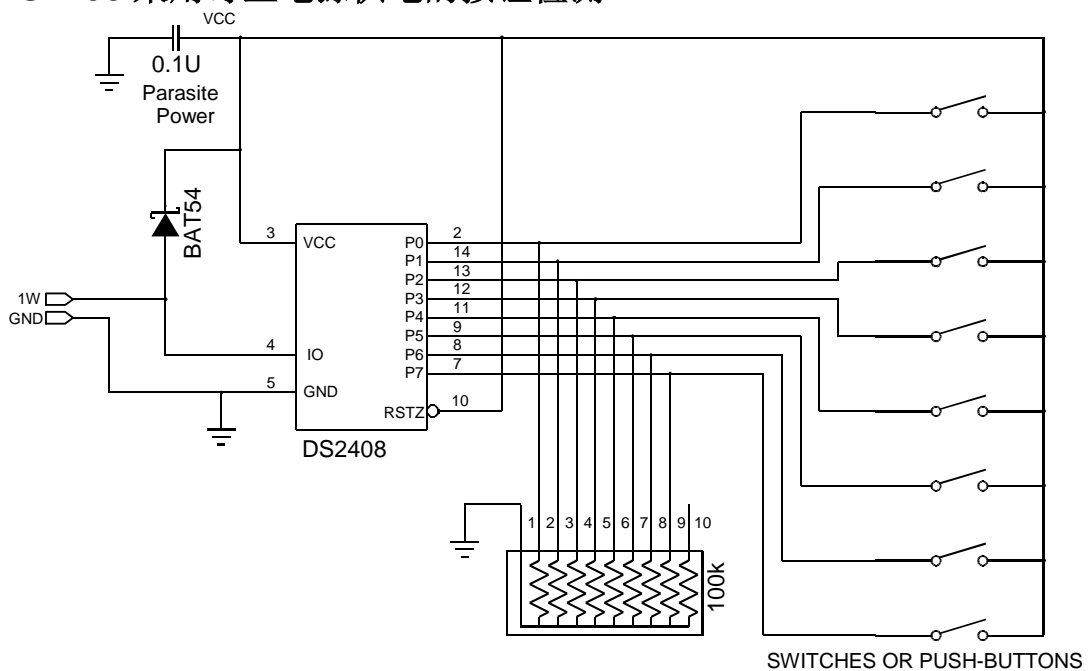 VCC
0.1U
Parasite
Power
BAT54
3 VCC
P0 2
P1 14
P2 13
P3 12
P4 11
P5 9
P6 8
P7 7
1W
GND
4 IO
5 GND
RSTZ 10
DS2408
1 2 3 4 5 6 7 8 9 10
100k
SWITCHES OR PUSH-BUTTONS